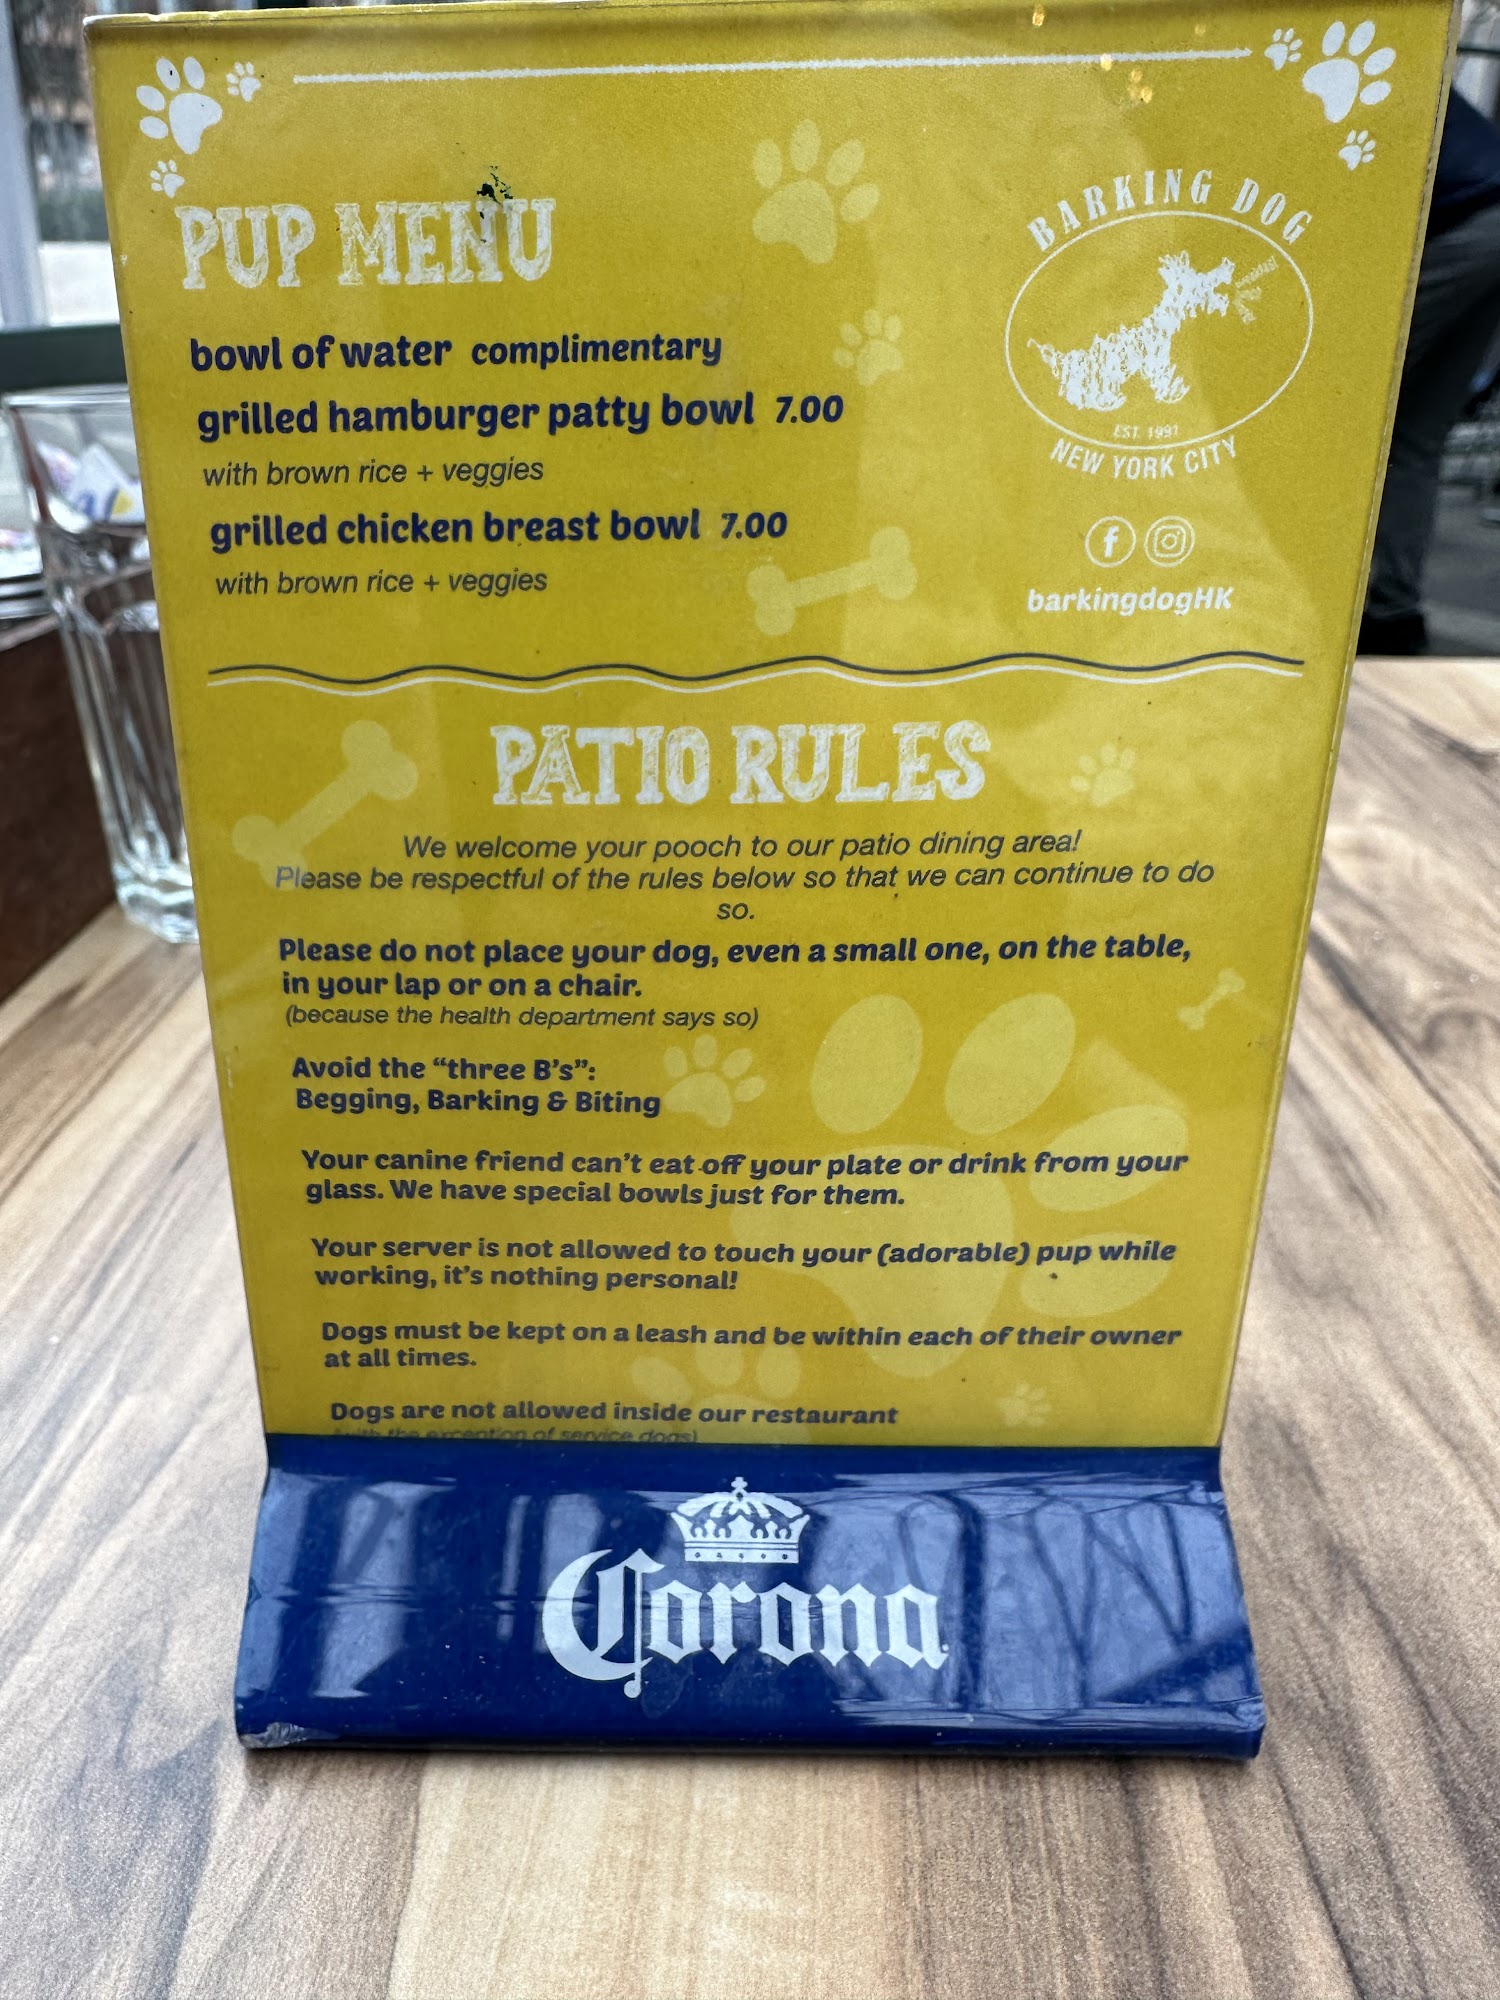 PUP MENU
bowl of water complimentary
grilled hamburger patty bowl 7.00
with brown rice + veggies
grilled chicken breast bowl 7.00
with brown rice + veggies
BARKING DOG
EST. 1991
NEW YORK CITY
barkingdogHK
PATIO RULES
We welcome your pooch to our patio dining area!
Please be respectful of the rules below so that we can continue to do
so.
Please do not place your dog, even a small one, on the table,
in your lap or on a chair.
(because the health department says so)
Avoid the “three B's”:
Begging, Barking & Biting
Your canine friend can't eat off your plate or drink from your
glass. We have special bowls just for them.
Your server is not allowed to touch your (adorable) pup while
working, it's nothing personal!
Dogs must be kept on a leash and be within each of their owner
at all times.
Dogs are not allowed inside our restaurant
(with the exception of service dogs)
Corona